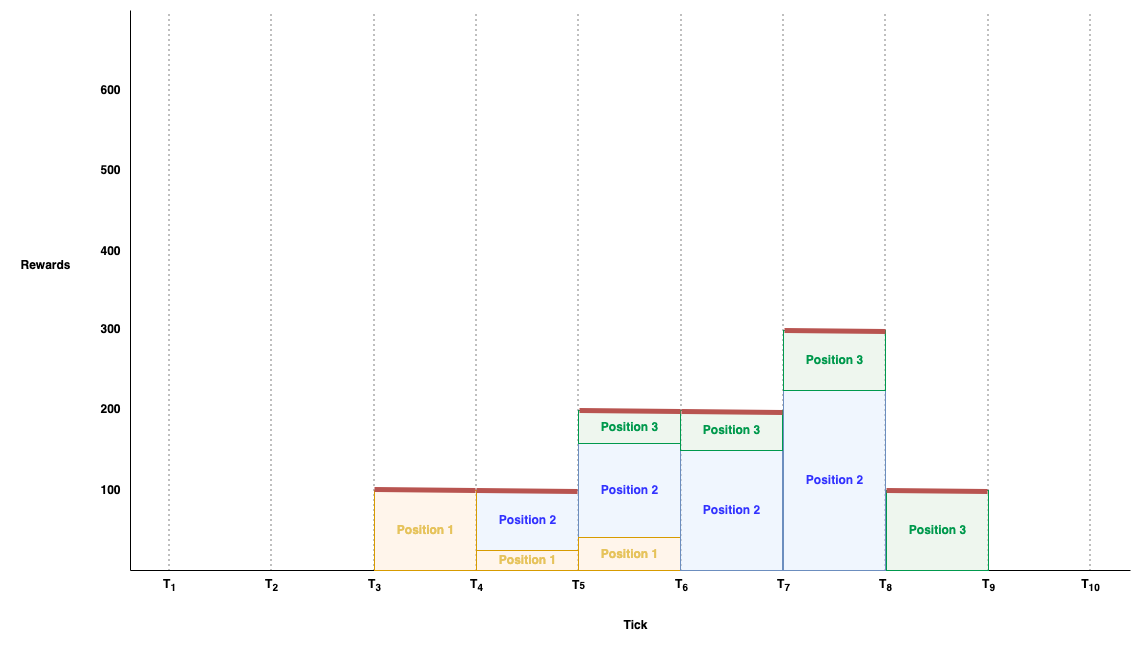 600
500
400
Rewards
300
Position 3
200
Position 3
Position 3
Position 2
Position 2
100
Position 2
Position 2
Position 1
Position 3
Position 1
Position 1
T1 T2 T3 T4 T5 T6 T7 T8 T9 T10
Tick